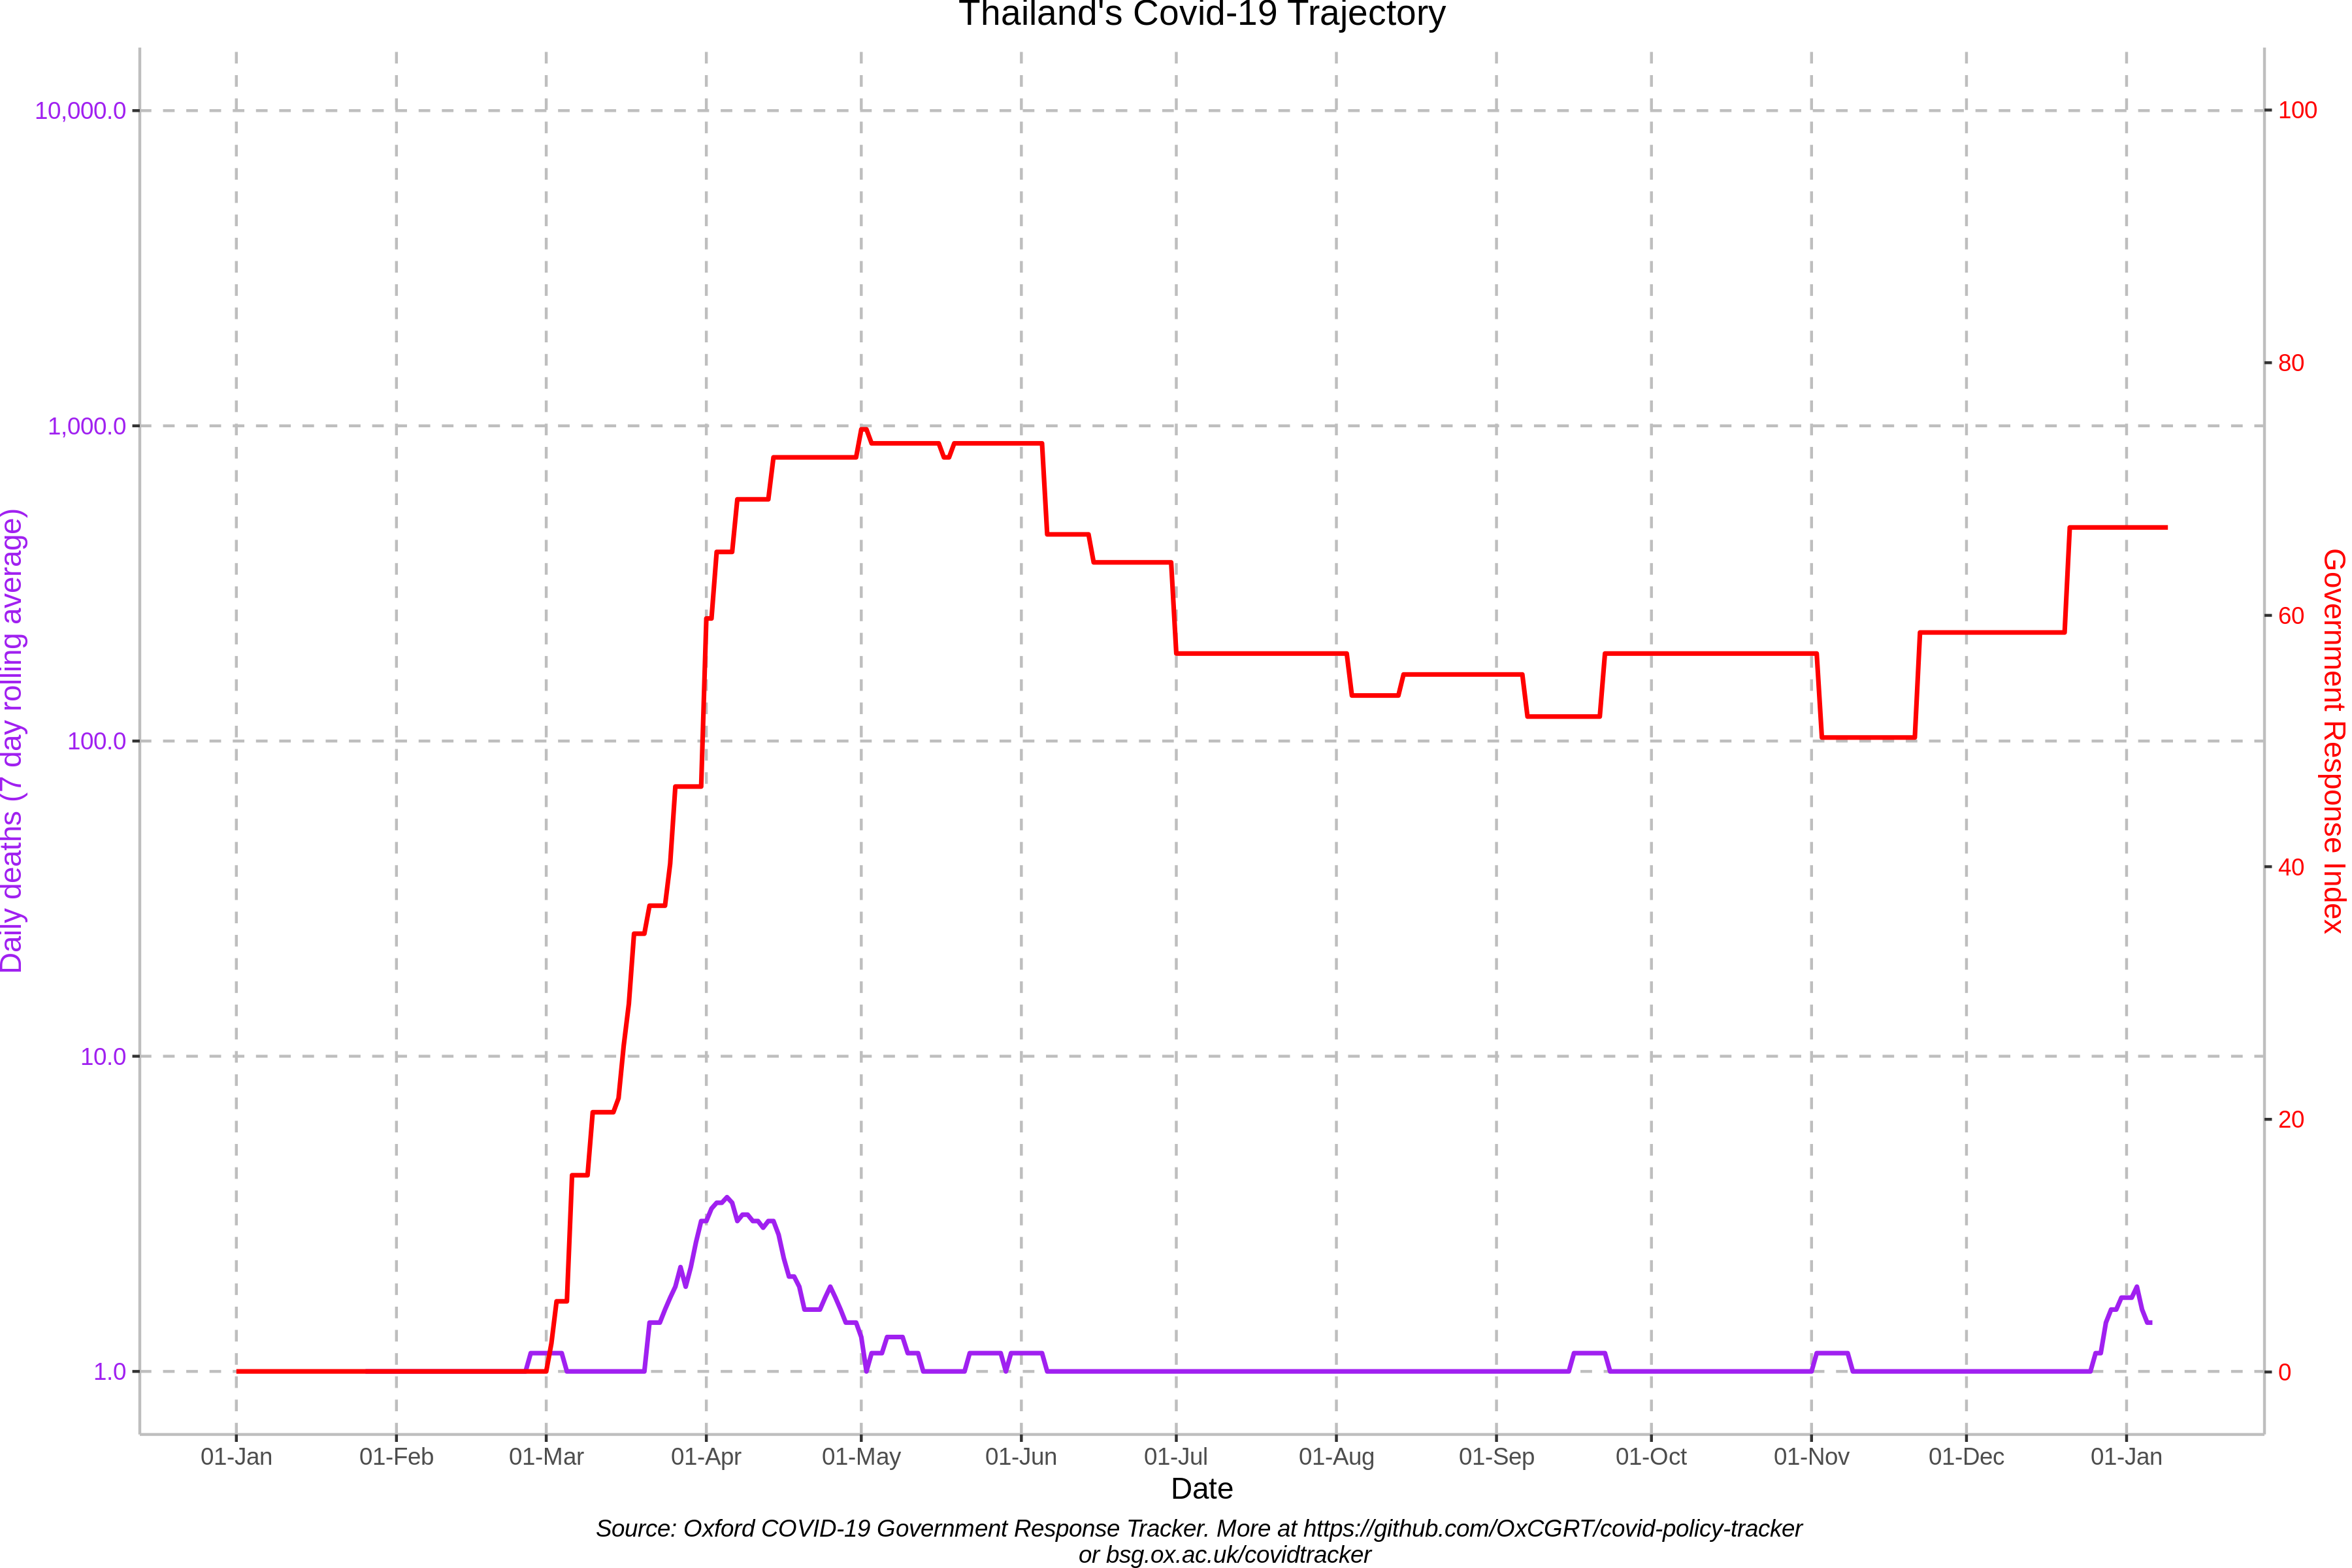 Thailand's Covid-19 Trajectory
10,000.0
1,000.0
100.0
10.0
1.0
Daily deaths (7 day rolling average)
100
80
60
40
20
0
Government Response Index
01-Jan 01-Feb 01-Mar 01-Apr 01-May 01-Jun 01-Jul 01-Aug 01-Sep 01-Oct 01-Nov 01-Dec 01-Jan
Date
Source: Oxford COVID-19 Government Response Tracker. More at https://github.com/OxCGRT/covid-policy-tracker
or bsg.ox.ac.uk/covidtracker